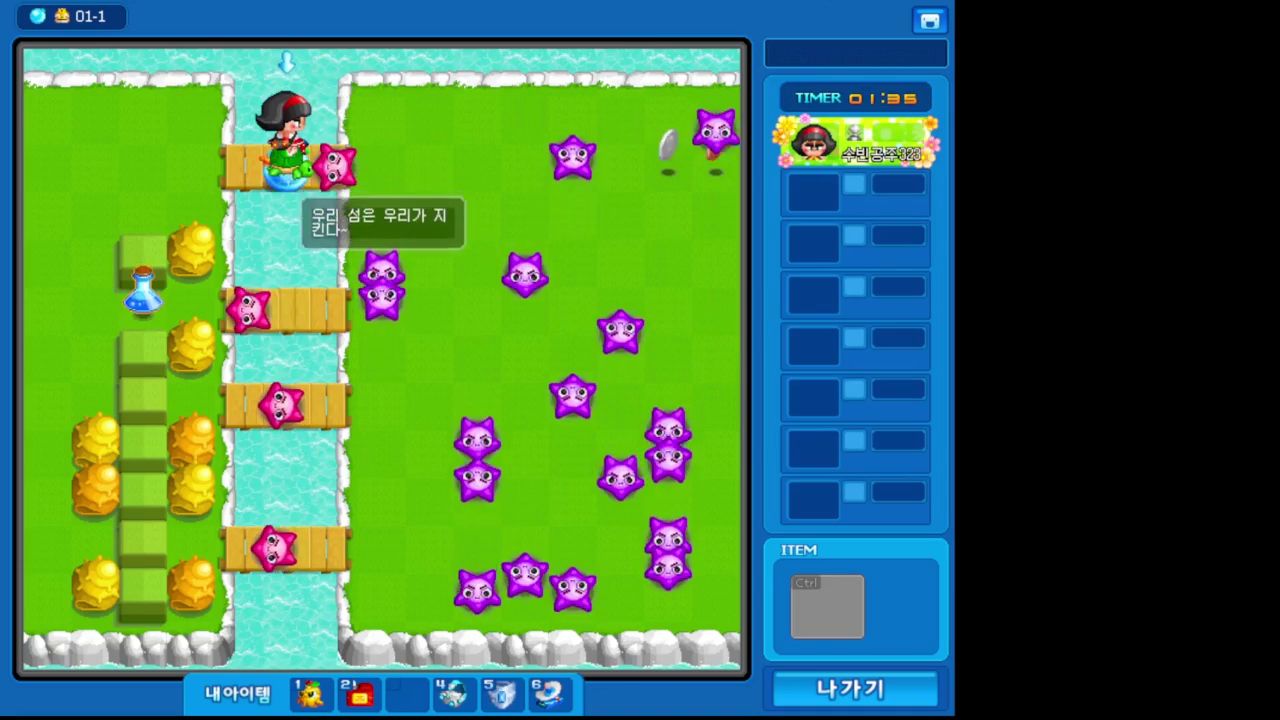 01-1
TIMER 01:35
수빈공주323
우리 섬은 우리가 지
킨다~
ITEM
Ctrl
내아이템
1
2
4
5
6
나가기